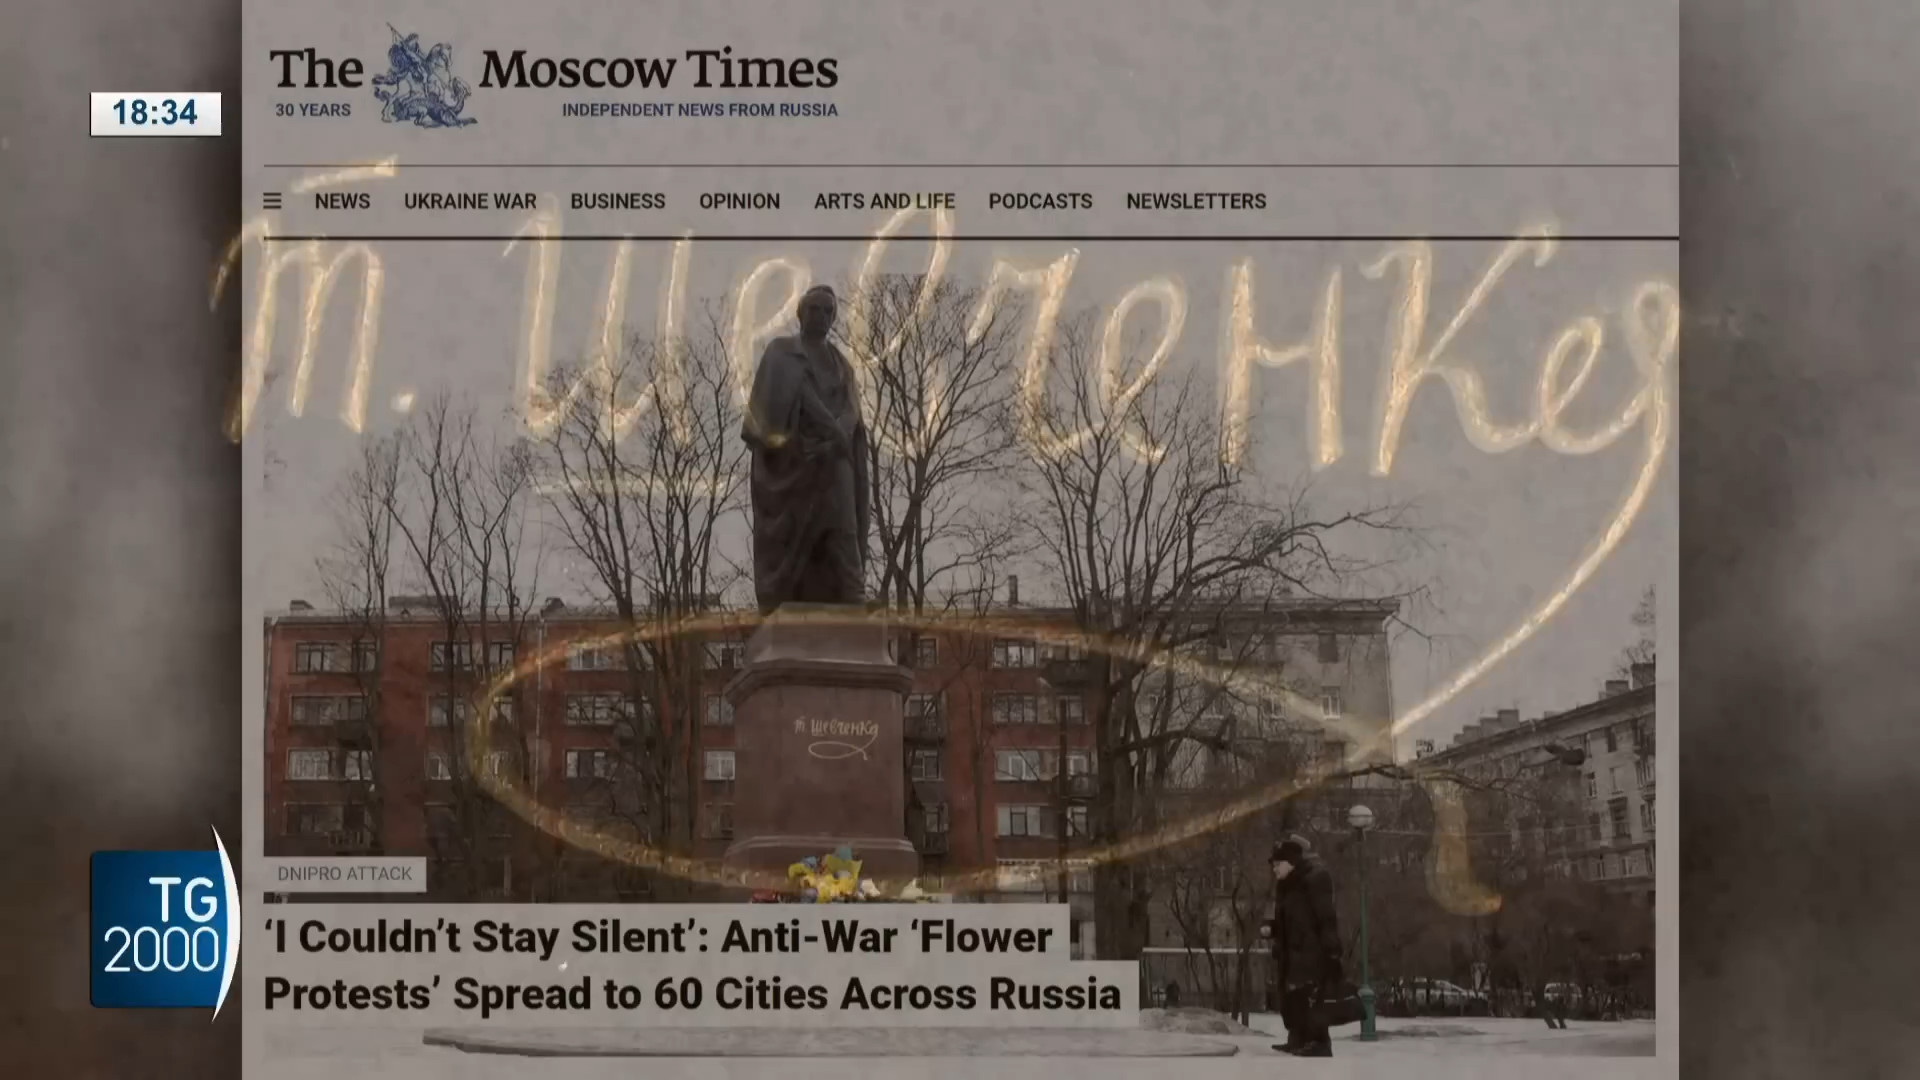 The Moscow Times
30 YEARS INDEPENDENT NEWS FROM RUSSIA
18:34
NEWS UKRAINE WAR BUSINESS OPINION ARTS AND LIFE PODCASTS NEWSLETTERS
т. Шевченко
т. Шевченко
DNIPRO ATTACK
TG
2000
‘I Couldn’t Stay Silent’: Anti-War ‘Flower
Protests’ Spread to 60 Cities Across Russia